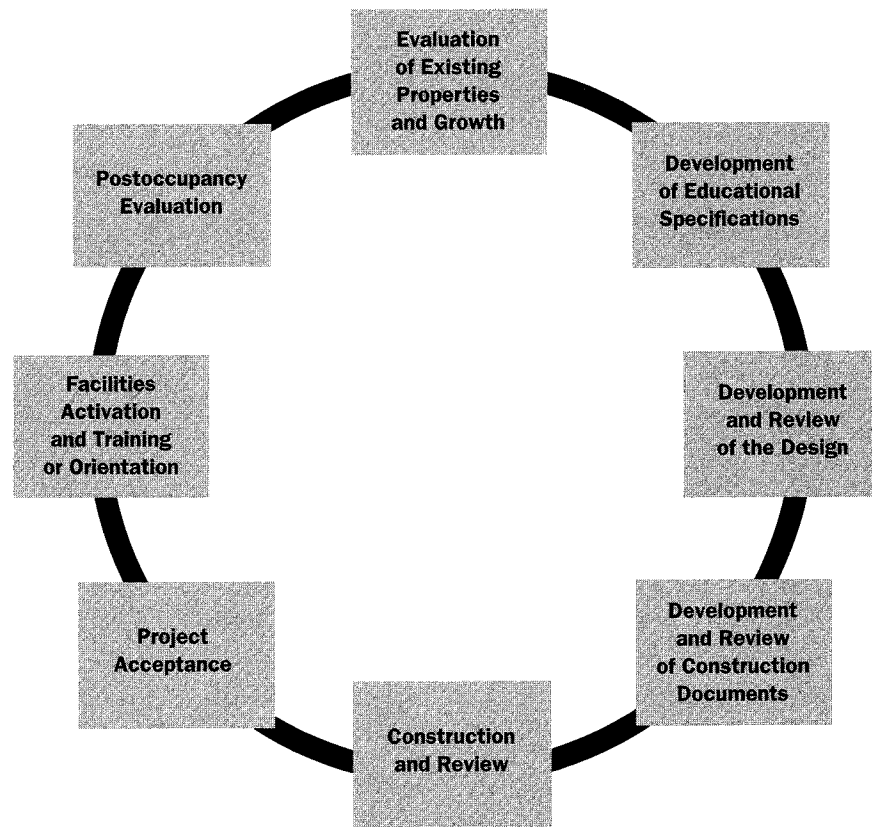 Evaluation
of Existing
Properties
and Growth
Development
of Educational
Specifications
Development
and Review
of the Design
Development
and Review
of Construction
Documents
Construction
and Review
Project
Acceptance
Facilities
Activation
and Training
or Orientation
Postoccupancy
Evaluation